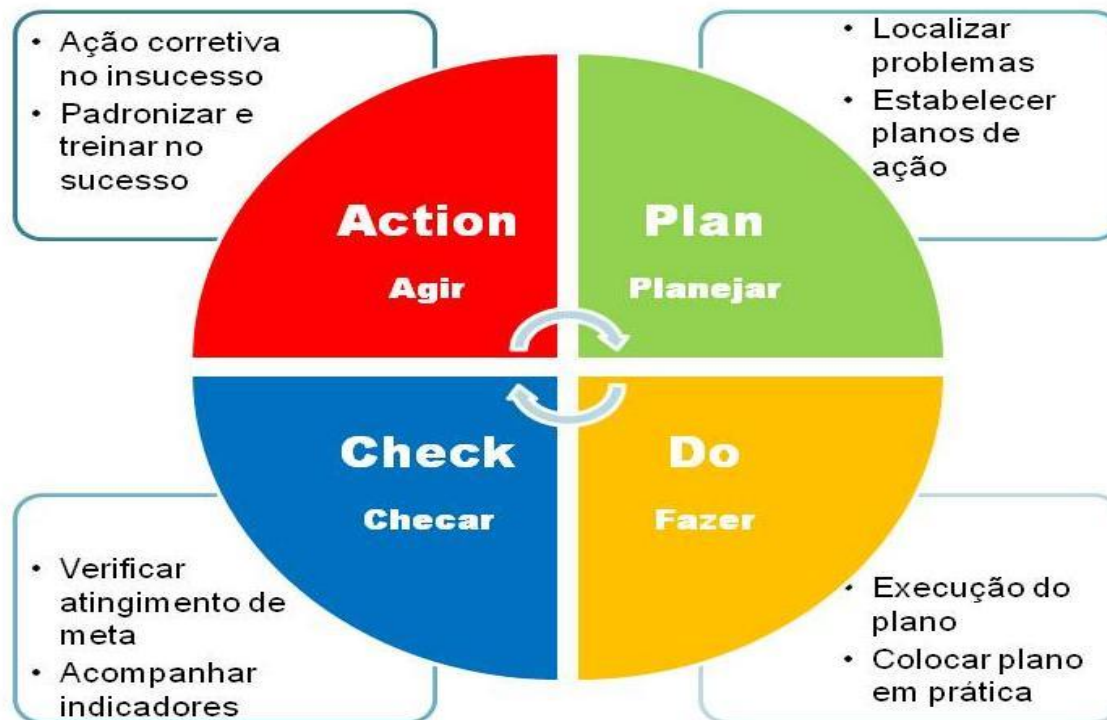 • Ação corretiva
no insucesso
• Padronizar e
treinar no
sucesso
• Localizar
problemas
• Estabelecer
planos de
ação
Action
Agir
Plan
Planejar
Check
Checar
Do
Fazer
• Verificar
atingimento de
meta
• Acompanhar
indicadores
• Execução do
plano
• Colocar plano
em prática